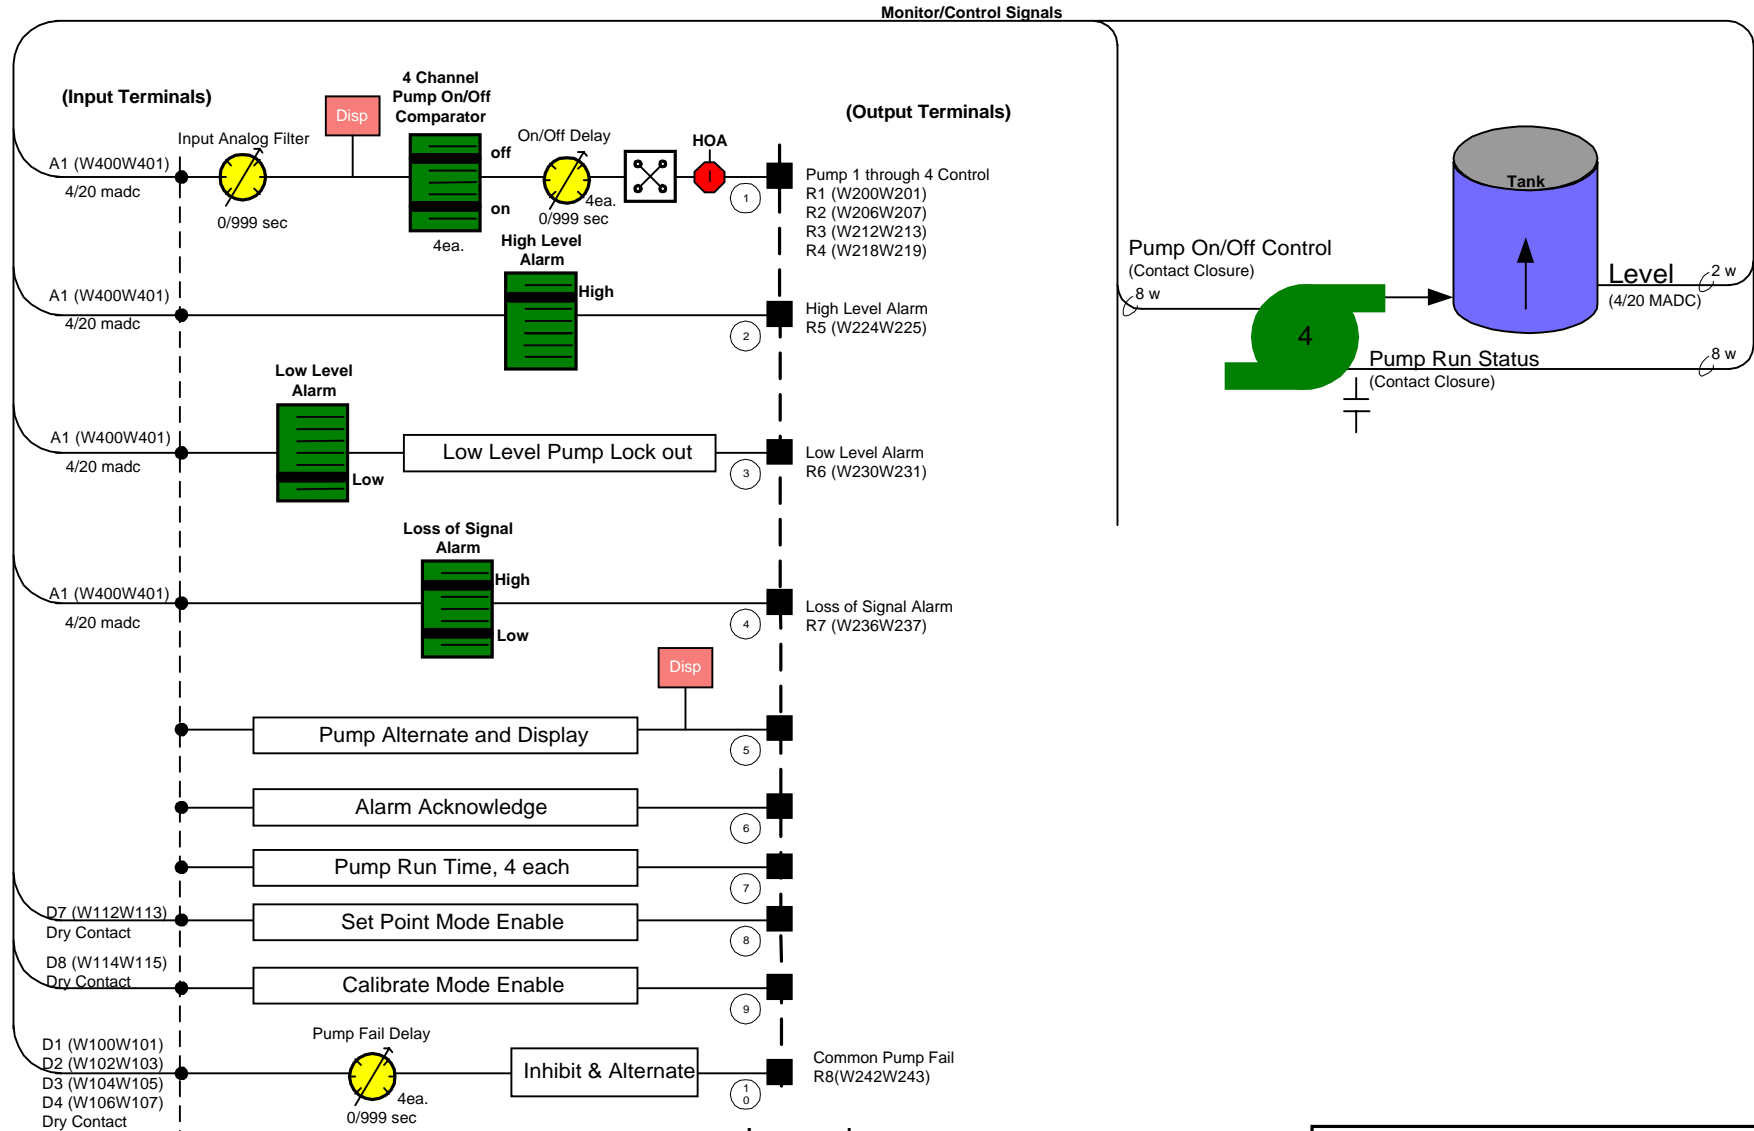 Monitor/Control Signals
(Input Terminals)
4 Channel
Pump On/Off
Comparator
(Output Terminals)
Disp
Input Analog Filter
On/Off Delay
HOA
off
A1 (W400W401)
4/20 madc
0/999 sec
on
4ea.
4ea.
0/999 sec
1
Pump 1 through 4 Control
R1 (W200W201)
R2 (W206W207)
R3 (W212W213)
R4 (W218W219)
High Level
Alarm
High
A1 (W400W401)
4/20 madc
2
High Level Alarm
R5 (W224W225)
Low Level
Alarm
A1 (W400W401)
4/20 madc
Low
Low Level Pump Lock out
3
Low Level Alarm
R6 (W230W231)
Loss of Signal
Alarm
High
A1 (W400W401)
4/20 madc
Low
4
Loss of Signal Alarm
R7 (W236W237)
Disp
Pump Alternate and Display
5
Alarm Acknowledge
6
Pump Run Time, 4 each
7
D7 (W112W113)
Dry Contact
Set Point Mode Enable
8
D8 (W114W115)
Dry Contact
Calibrate Mode Enable
9
D1 (W100W101)
D2 (W102W103)
D3 (W104W105)
D4 (W106W107)
Dry Contact
Pump Fail Delay
4ea.
0/999 sec
Inhibit & Alternate
1
0
Common Pump Fail
R8(W242W243)
Tank
Pump On/Off Control
(Contact Closure)
8 w
Level
(4/20 MADC)
2 w
4
Pump Run Status
(Contact Closure)
8 w